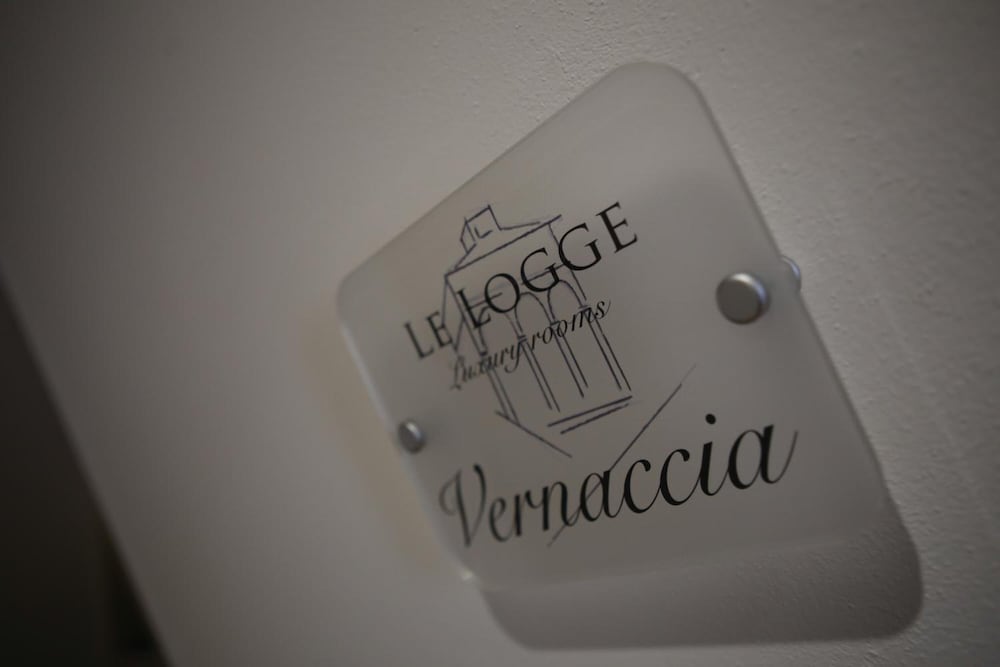 LE LOGGE
Luxury rooms
Vernaccia